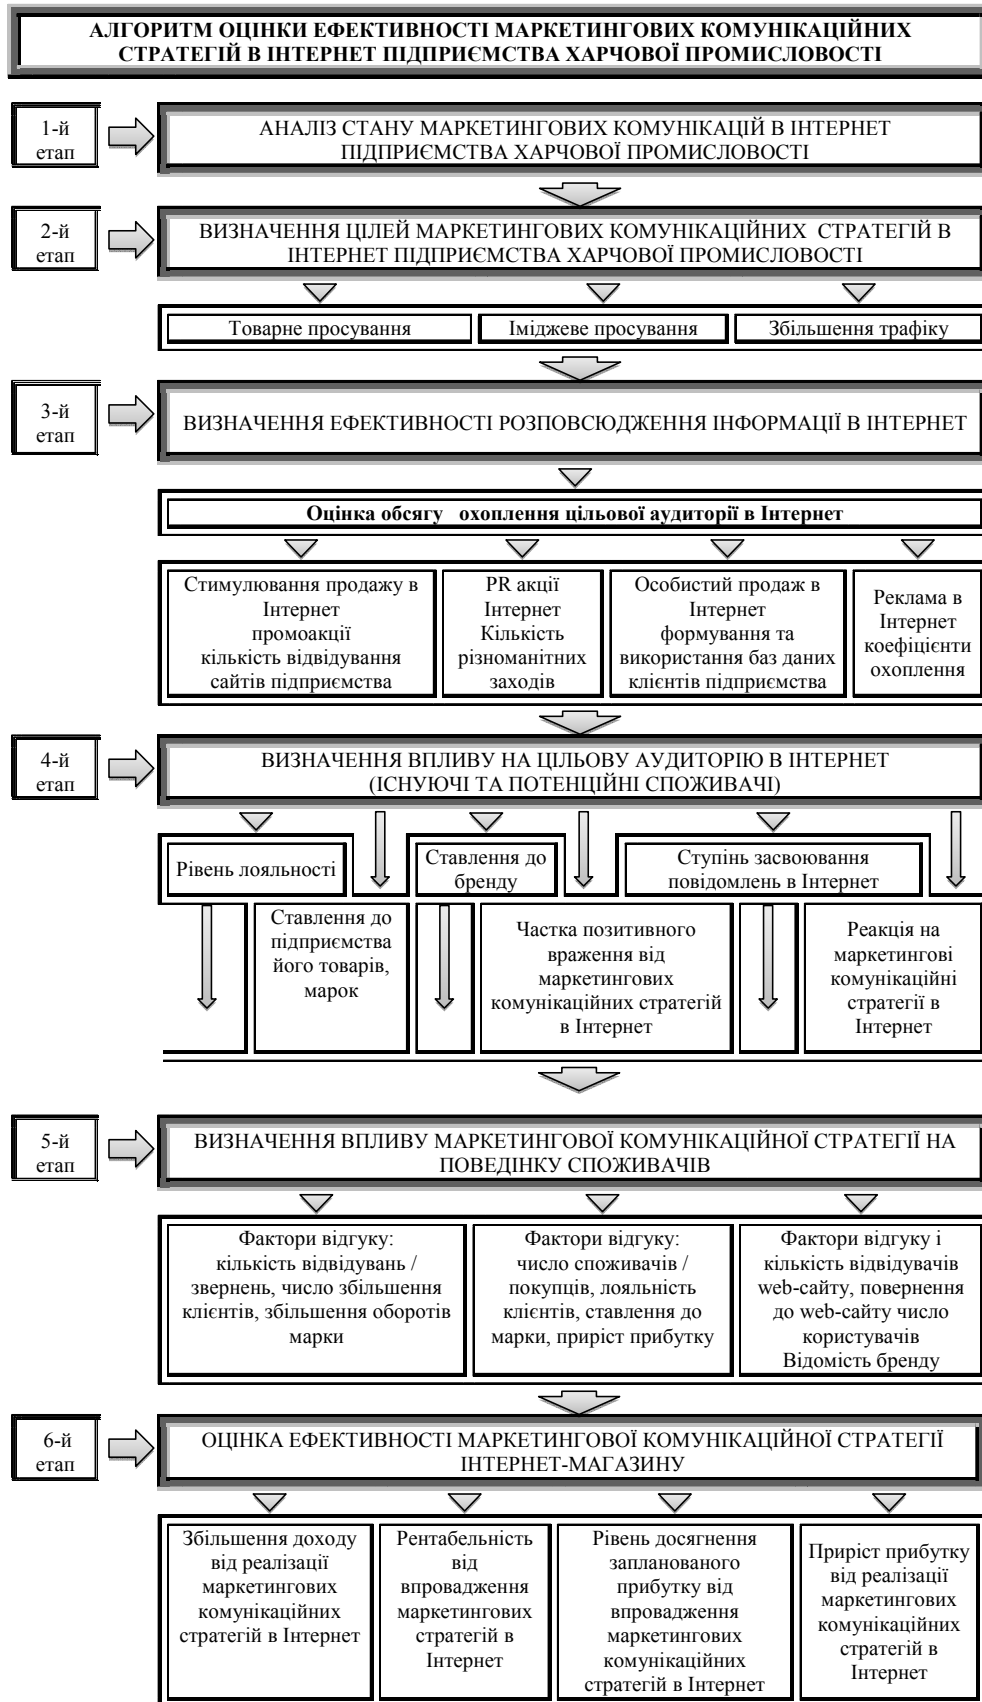 АЛГОРИТМ ОЦІНКИ ЕФЕКТИВНОСТІ МАРКЕТИНГОВИХ КОМУНІКАЦІЙНИХ
СТРАТЕГІЙ В ІНТЕРНЕТ ПІДПРИЄМСТВА ХАРЧОВОЇ ПРОМИСЛОВОСТІ
1-й
етап
АНАЛІЗ СТАНУ МАРКЕТИНГОВИХ КОМУНІКАЦІЙ В ІНТЕРНЕТ
ПІДПРИЄМСТВА ХАРЧОВОЇ ПРОМИСЛОВОСТІ
2-й
етап
ВИЗНАЧЕННЯ ЦІЛЕЙ МАРКЕТИНГОВИХ КОМУНІКАЦІЙНИХ СТРАТЕГІЙ В
ІНТЕРНЕТ ПІДПРИЄМСТВА ХАРЧОВОЇ ПРОМИСЛОВОСТІ
Товарне просування
Іміджеве просування
Збільшення трафіку
3-й
етап
ВИЗНАЧЕННЯ ЕФЕКТИВНОСТІ РОЗПОВСЮДЖЕННЯ ІНФОРМАЦІЇ В ІНТЕРНЕТ
Оцінка обсягу охоплення цільової аудиторії в Інтернет
Стимулювання продажу в
Інтернет
промоакції
кількість відвідування
сайтів підприємства
PR акції
Інтернет
Кількість
різноманітних
заходів
Особистий продаж в
Інтернет
формування та
використання баз даних
клієнтів підприємства
Реклама в
Інтернет
коефіцієнти
охоплення
4-й
етап
ВИЗНАЧЕННЯ ВПЛИВУ НА ЦІЛЬОВУ АУДИТОРІЮ В ІНТЕРНЕТ
(ІСНУЮЧІ ТА ПОТЕНЦІЙНІ СПОЖИВАЧІ)
Рівень лояльності
Ставлення до
бренду
Ступінь засвоювання
повідомлень в Інтернет
Ставлення до
підприємства
його товарів,
марок
Частка позитивного
враження від
маркетингових
комунікаційних стратегій
в Інтернет
Реакція на
маркетингові
комунікаційні
стратегії в
Інтернет
5-й
етап
ВИЗНАЧЕННЯ ВПЛИВУ МАРКЕТИНГОВОЇ КОМУНІКАЦІЙНОЇ СТРАТЕГІЇ НА
ПОВЕДІНКУ СПОЖИВАЧІВ
Фактори відгуку:
кількість відвідувань /
звернень, число збільшення
клієнтів, збільшення оборотів
марки
Фактори відгуку:
число споживачів /
покупців, лояльність
клієнтів, ставлення до
марки, приріст прибутку
Фактори відгуку і
кількість відвідувачів
web-сайту, повернення
до web-сайту число
користувачів
Відомість бренду
6-й
етап
ОЦІНКА ЕФЕКТИВНОСТІ МАРКЕТИНГОВОЇ КОМУНІКАЦІЙНОЇ СТРАТЕГІЇ
ІНТЕРНЕТ-МАГАЗИНУ
Збільшення доходу
від реалізації
маркетингових
комунікаційних
стратегій в Інтернет
Рентабельність
від
впровадження
маркетингових
стратегій в
Інтернет
Рівень досягнення
запланованого
прибутку від
впровадження
маркетингових
комунікаційних
стратегій в Інтернет
Приріст прибутку
від реалізації
маркетингових
комунікаційних
стратегій в
Інтернет